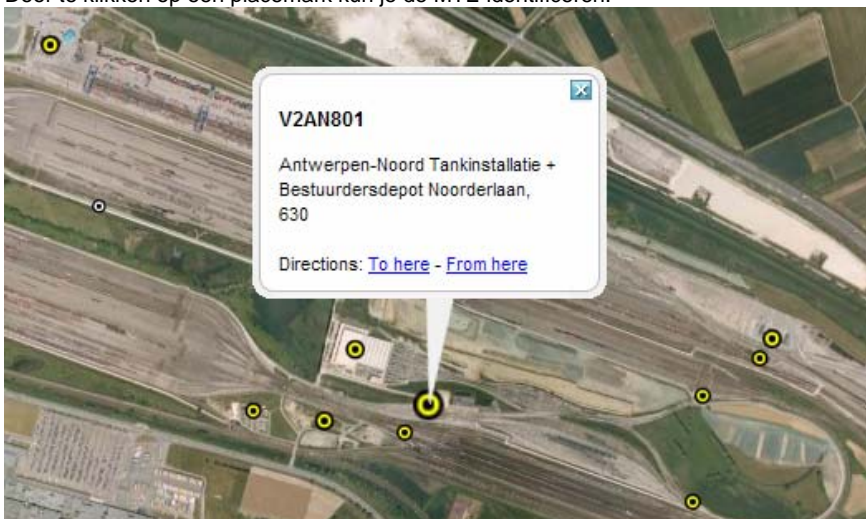 V2AN801
Antwerpen-Noord Tankinstallatie +
Bestuurdersdepot Noorderlaan,
630
Directions: To here - From here